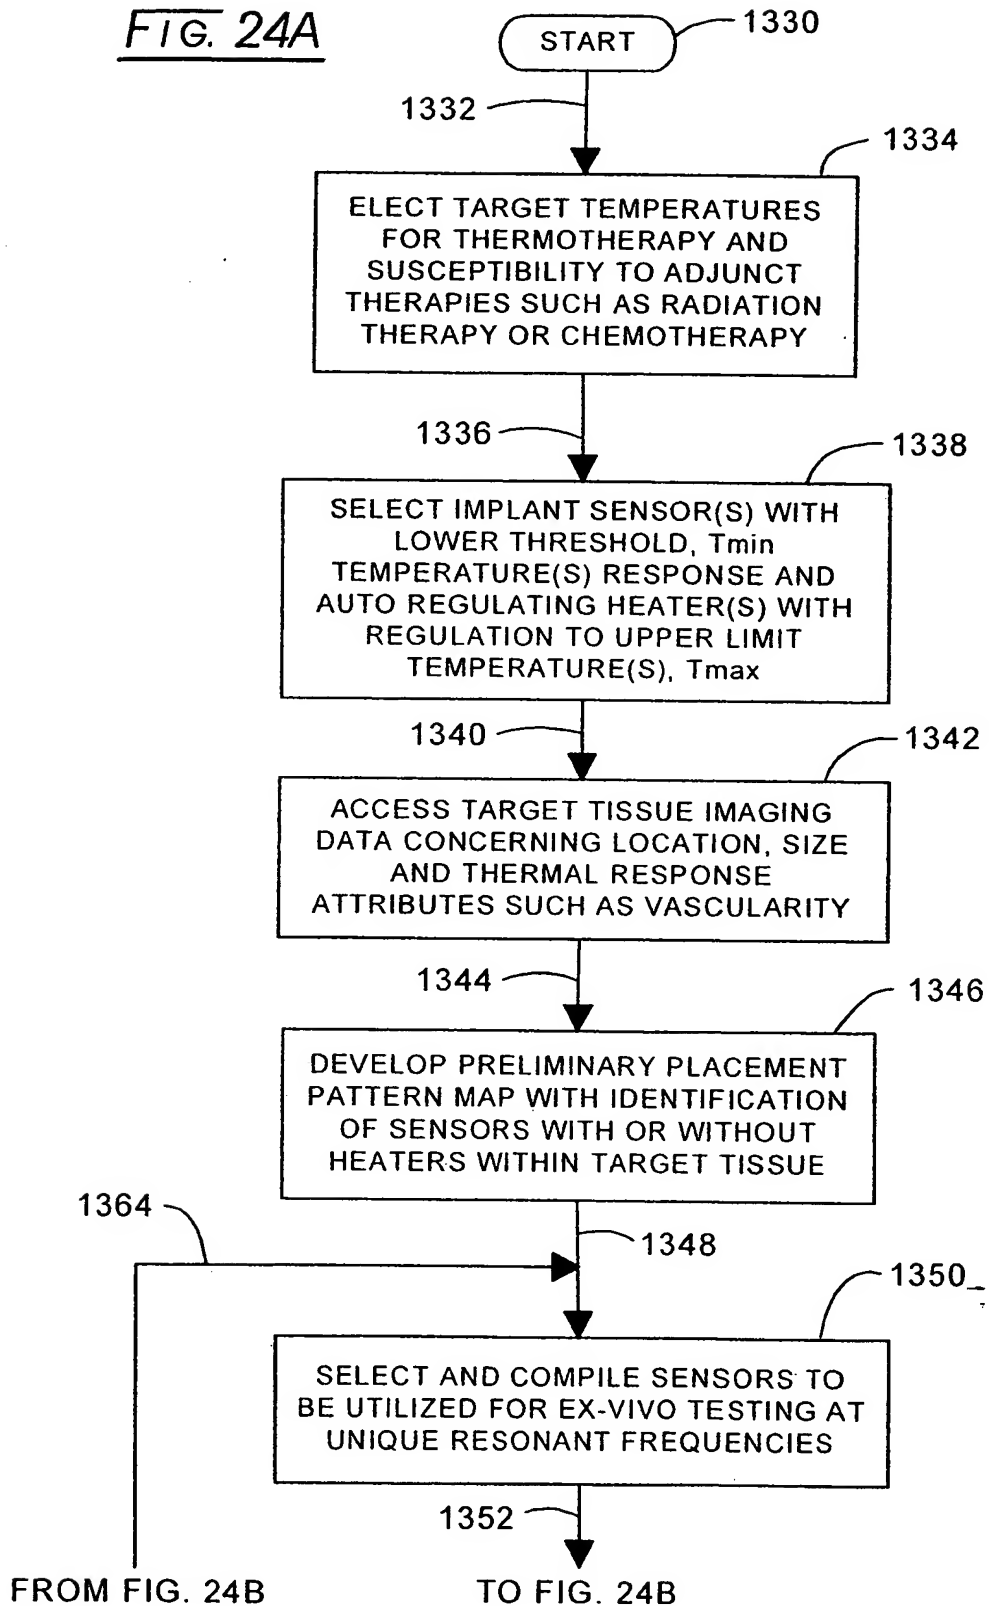 FIG. 24A
START
1330
1332
1334
ELECT TARGET TEMPERATURES
FOR THERMOTHERAPY AND
SUSCEPTIBILITY TO ADJUNCT
THERAPIES SUCH AS RADIATION
THERAPY OR CHEMOTHERAPY
1336
1338
SELECT IMPLANT SENSOR(S) WITH
LOWER THRESHOLD, Tmin
TEMPERATURE(S) RESPONSE AND
AUTO REGULATING HEATER(S) WITH
REGULATION TO UPPER LIMIT
TEMPERATURE(S), Tmax
1340
1342
ACCESS TARGET TISSUE IMAGING
DATA CONCERNING LOCATION, SIZE
AND THERMAL RESPONSE
ATTRIBUTES SUCH AS VASCULARITY
1344
1346
DEVELOP PRELIMINARY PLACEMENT
PATTERN MAP WITH IDENTIFICATION
OF SENSORS WITH OR WITHOUT
HEATERS WITHIN TARGET TISSUE
1364
1348
1350
SELECT AND COMPILE SENSORS TO
BE UTILIZED FOR EX-VIVO TESTING AT
UNIQUE RESONANT FREQUENCIES
1352
FROM FIG. 24B
TO FIG. 24B